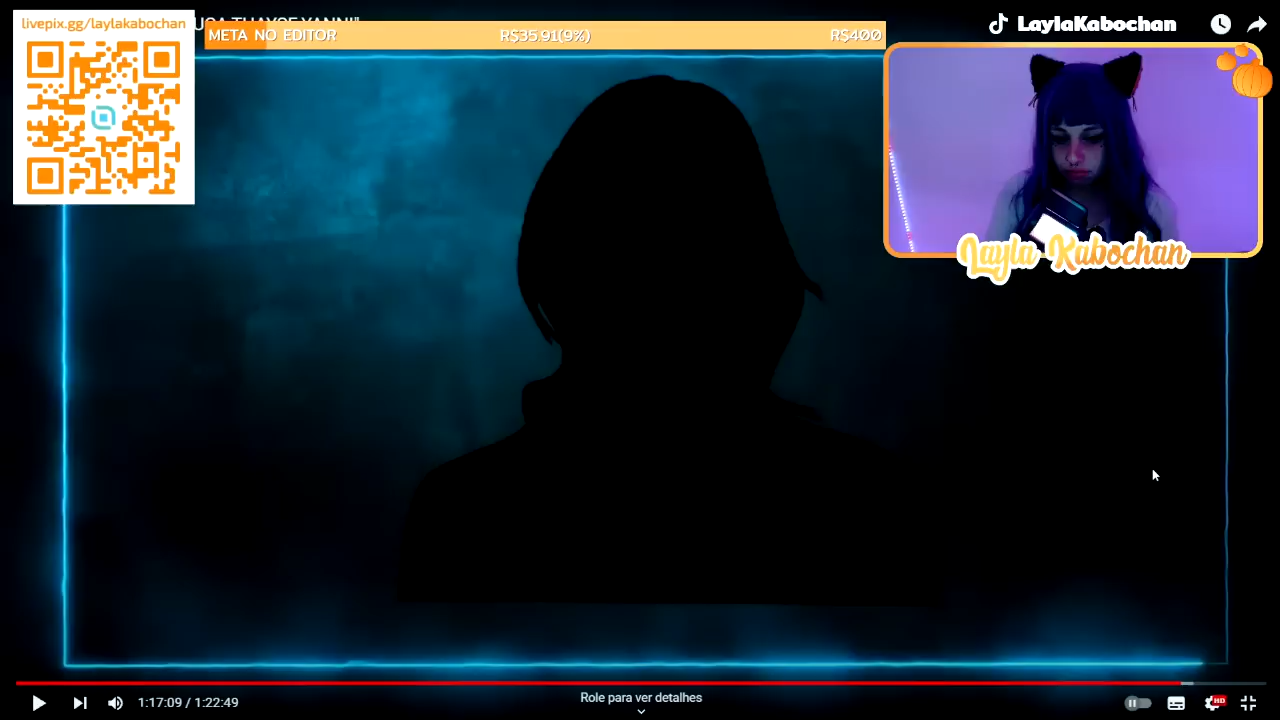 livepix.gg/laylakabochan
META NO EDITOR
R$35.91(9%)
R$400
LaylaKabochan
Layla Kabochan
1:17:09 / 1:22:49
Role para ver detalhes
HD